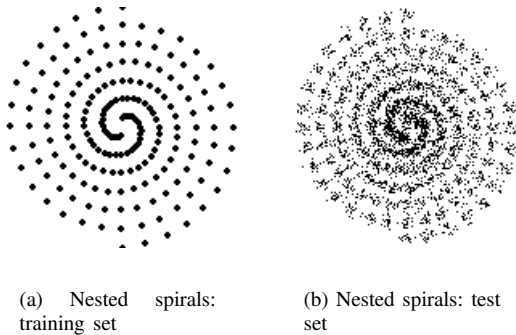 (a) Nested spirals:
training set
(b) Nested spirals: test
set